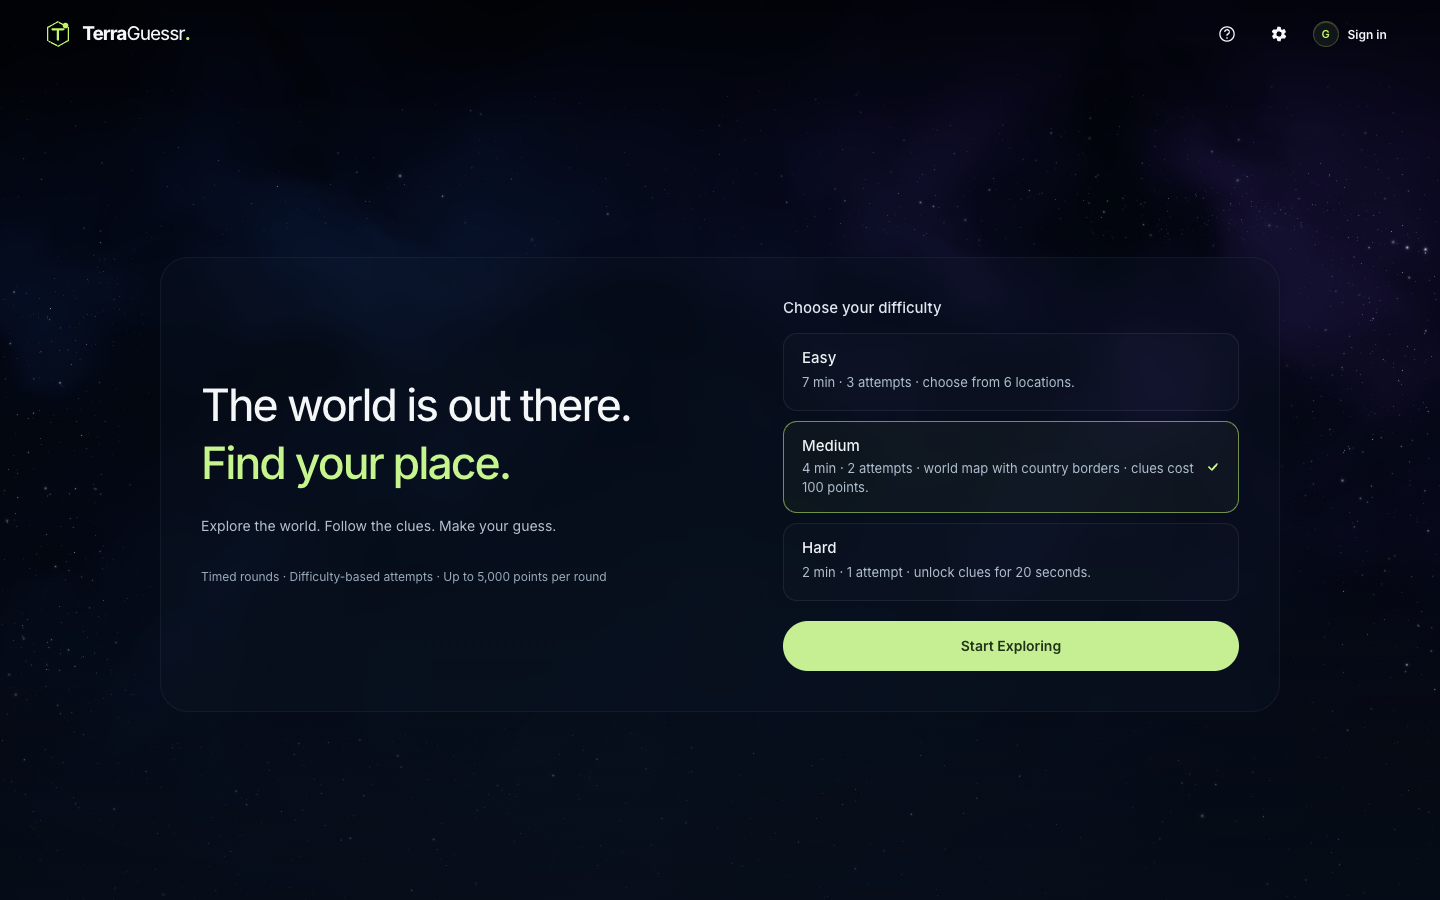 TerraGuessr.
G Sign in
The world is out there.
Find your place.
Explore the world. Follow the clues. Make your guess.
Timed rounds · Difficulty-based attempts · Up to 5,000 points per round
Choose your difficulty
Easy
7 min · 3 attempts · choose from 6 locations.
Medium
4 min · 2 attempts · world map with country borders · clues cost
100 points.
Hard
2 min · 1 attempt · unlock clues for 20 seconds.
Start Exploring